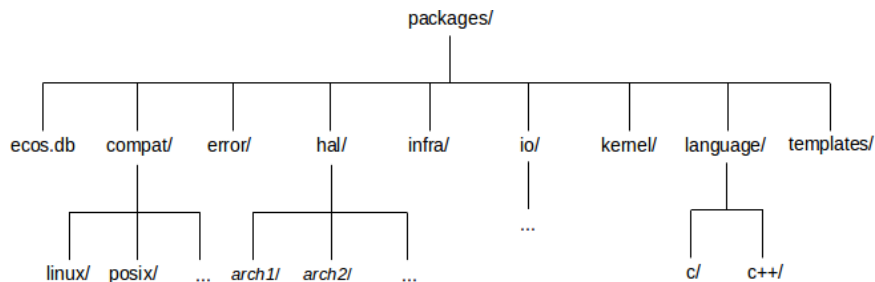 packages/
ecos.db compat/ error/ hal/ infra/ io/ kernel/ language/ templates/
...
linux/ posix/ ... arch1/ arch2/ ... c/ c++/